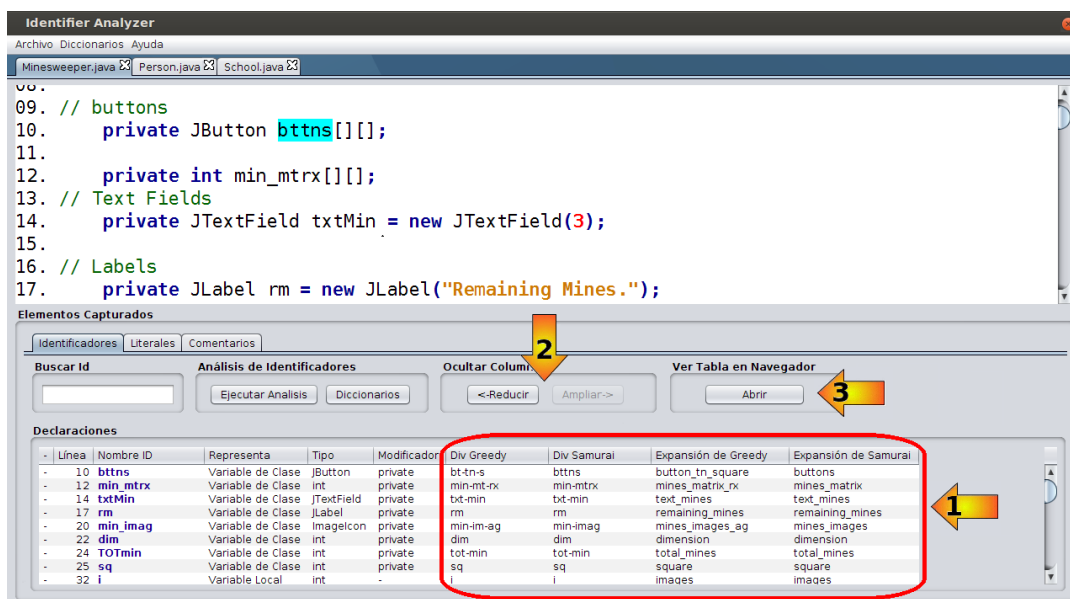 Identifier Analyzer
Archivo Diccionarios Ayuda
Minesweeper.java Person.java School.java
08.
09. // buttons
10. private JButton bttns[][];
11.
12. private int min_mtrx[][];
13. // Text Fields
14. private JTextField txtMin = new JTextField(3);
15.
16. // Labels
17. private JLabel rm = new JLabel("Remaining Mines.");
Elementos Capturados
Identificadores Literales Comentarios
2
Buscar Id Análisis de Identificadores Ocultar Colum Ver Tabla en Navegador
Ejecutar Analisis Diccionarios <-Reducir Ampliar-> Abrir 3
Declaraciones
- Línea Nombre ID Representa Tipo Modificador Div Greedy Div Samurai Expansión de Greedy Expansión de Samurai
- 10 bttns Variable de Clase JButton private bt-tn-s bttns button_tn_square buttons
- 12 min_mtrx Variable de Clase int private min-mt-rx min-mtrx mines_matrix_rx mines_matrix
- 14 txtMin Variable de Clase JTextField private txt-min txt-min text_mines text_mines
- 17 rm Variable de Clase JLabel private rm rm remaining_mines remaining_mines
1
- 20 min_imag Variable de Clase ImageIcon private min-im-ag min-imag mines_images_ag mines_images
- 22 dim Variable de Clase int private dim dim dimension dimension
- 24 TOTmin Variable de Clase int private tot-min tot-min total_mines total_mines
- 25 sq Variable de Clase int private sq sq square square
- 32 i Variable Local int - i i images images